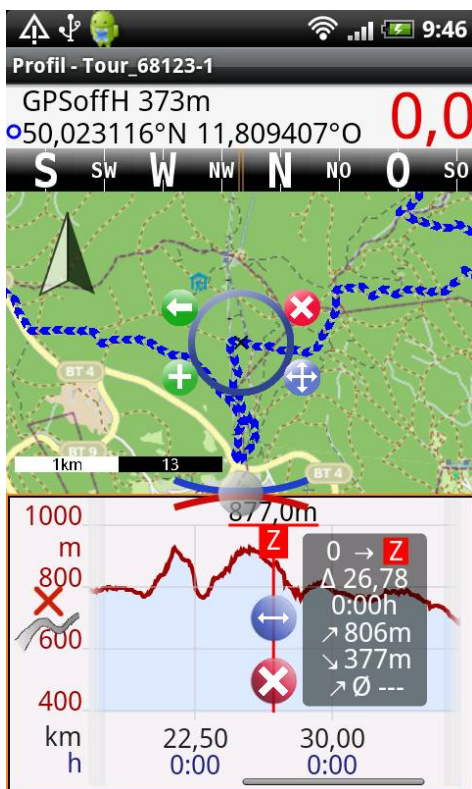 9:46
Profil - Tour_68123-1
GPSoffH 373m
50,023116°N 11,809407°O
0,0
S SW W NW N NO O SO
BT 4
BT 9
BT 4
1km 13
877,0m
1000
m
800
600
400
Z
0 → Z
Δ 26,78
0:00h
↗ 806m
↘ 377m
↗ Ø ---
km 22,50 30,00
h 0:00 0:00